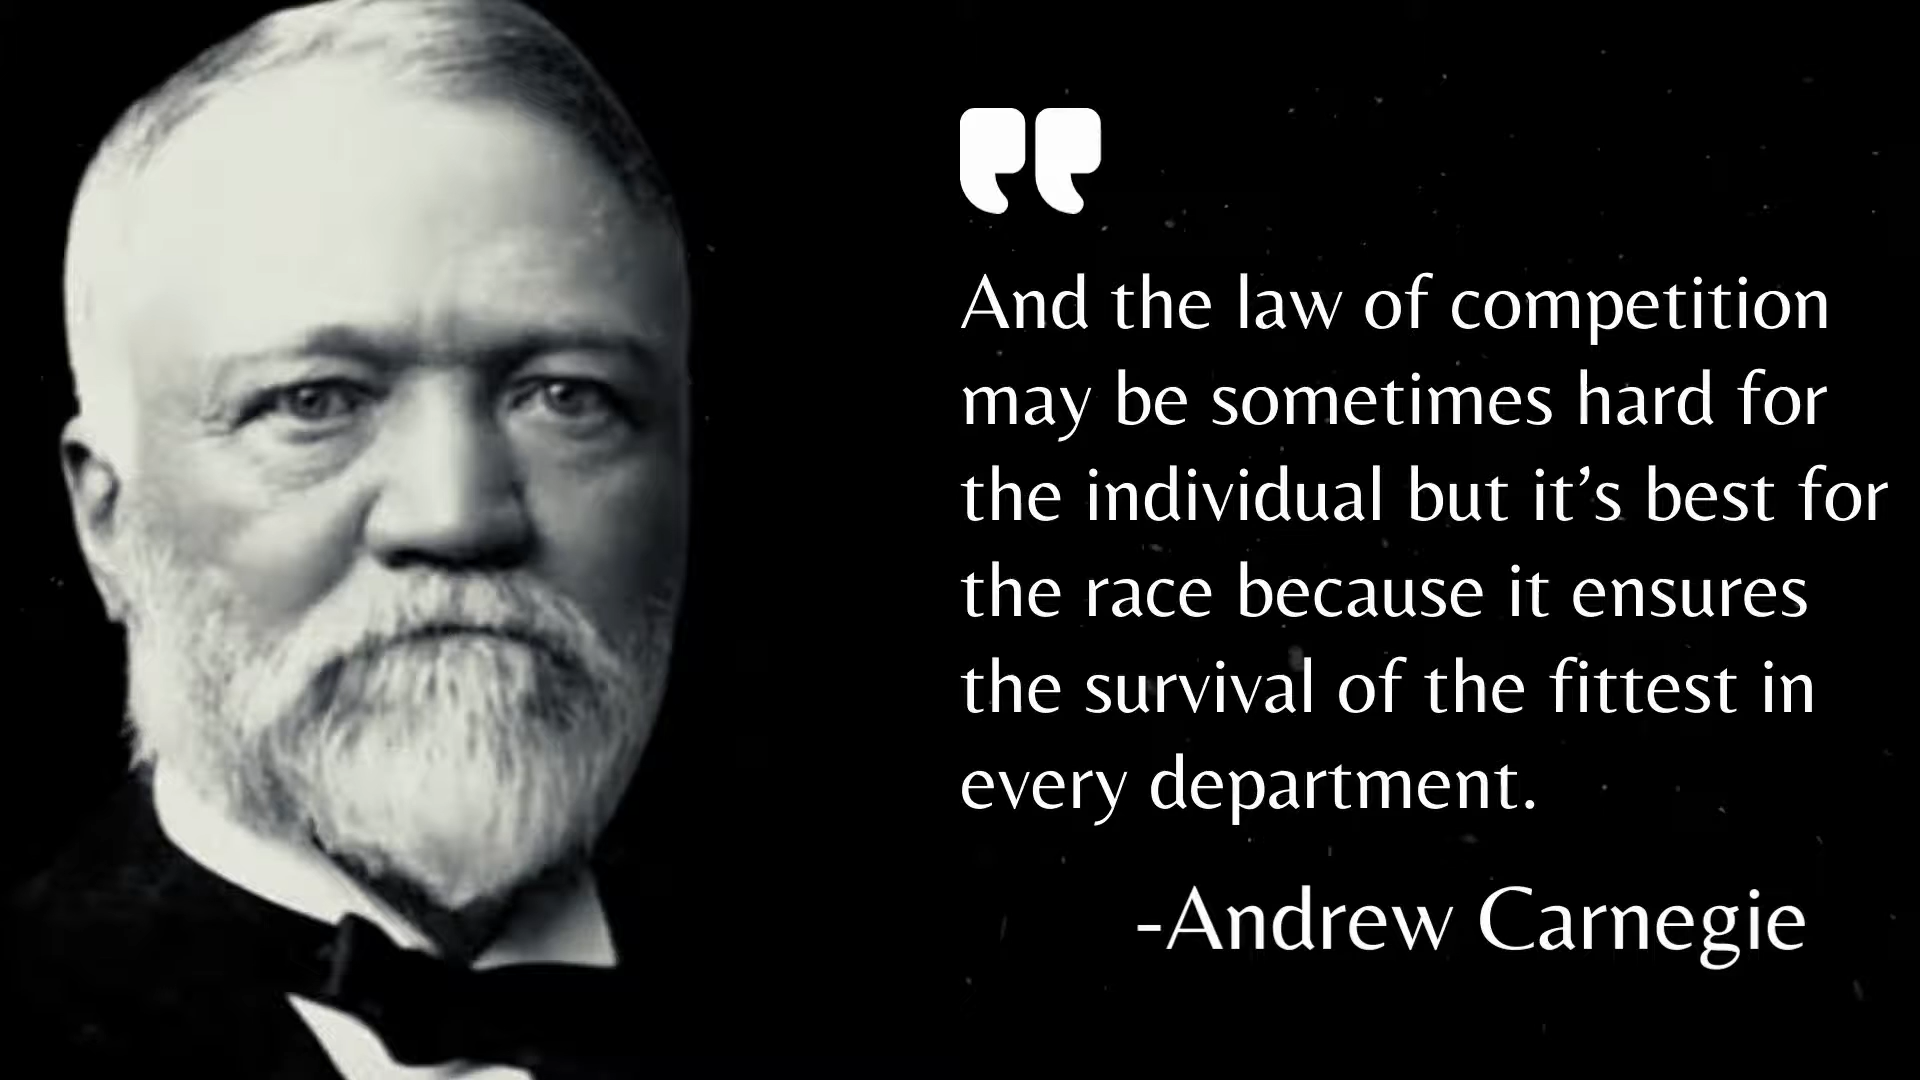 And the law of competition
may be sometimes hard for
the individual but it’s best for
the race because it ensures
the survival of the fittest in
every department.
-Andrew Carnegie